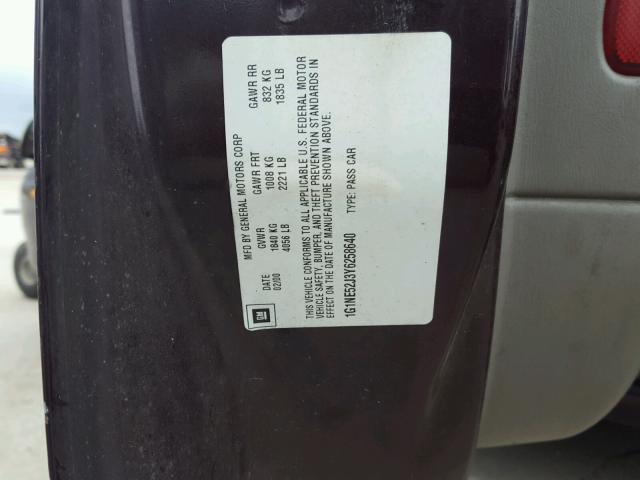 MFD BY GENERAL MOTORS CORP
DATE GVWR GAWR FRT GAWR RR
02/00 1840 KG 1008 KG 832 KG
4056 LB 2221 LB 1835 LB
THIS VEHICLE CONFORMS TO ALL APPLICABLE U.S. FEDERAL MOTOR
VEHICLE SAFETY, BUMPER, AND THEFT PREVENTION STANDARDS IN
EFFECT ON THE DATE OF MANUFACTURE SHOWN ABOVE.
1G1NE52J3Y6258640 TYPE: PASS CAR
GM